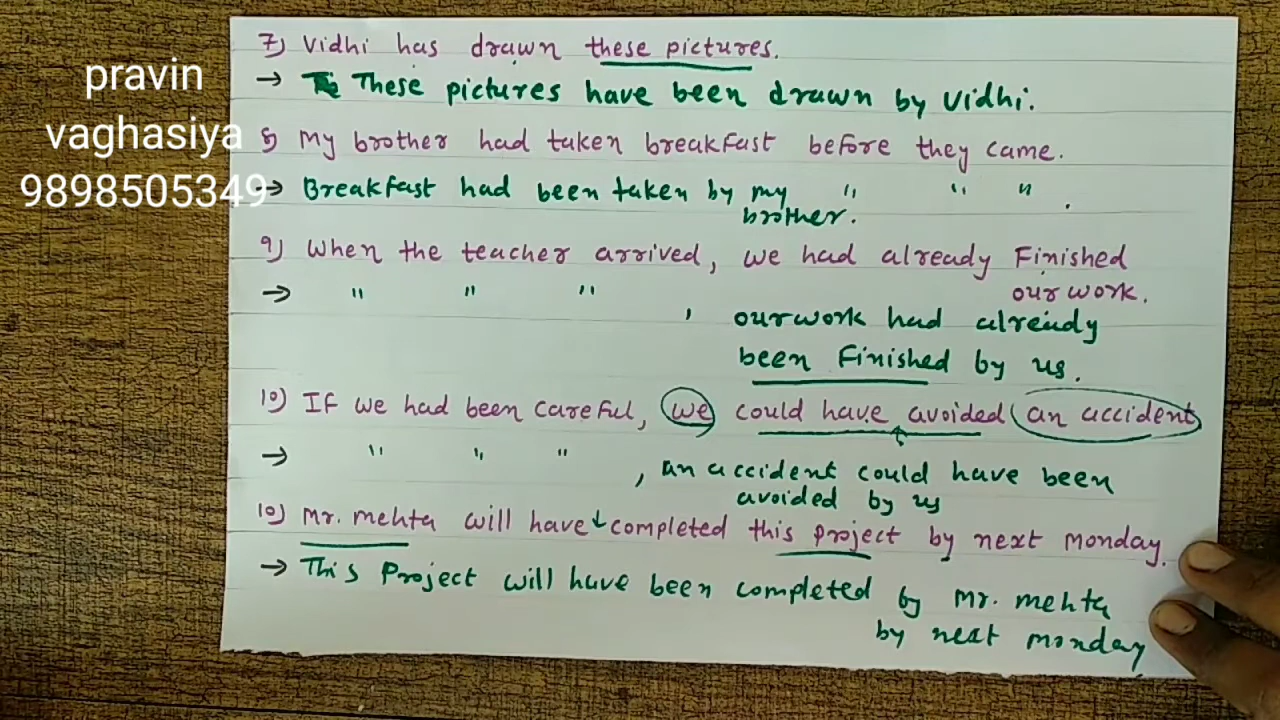 pravin
vaghasiya
9898505349
7) Vidhi has drawn these pictures.
→ These pictures have been drawn by Vidhi.
8) My brother had taken breakfast before they came.
→ Breakfast had been taken by my " " " .
brother.
9) When the teacher arrived, we had already Finished
our work.
→ " " "
, our work had already
been Finished by us.
10) If we had been careful, we could have avoided an accident
→ " " " , an accident could have been
avoided by us
10) Mr. mehta will have completed this project by next monday.
→ This Project will have been completed by Mr. mehta
by next monday